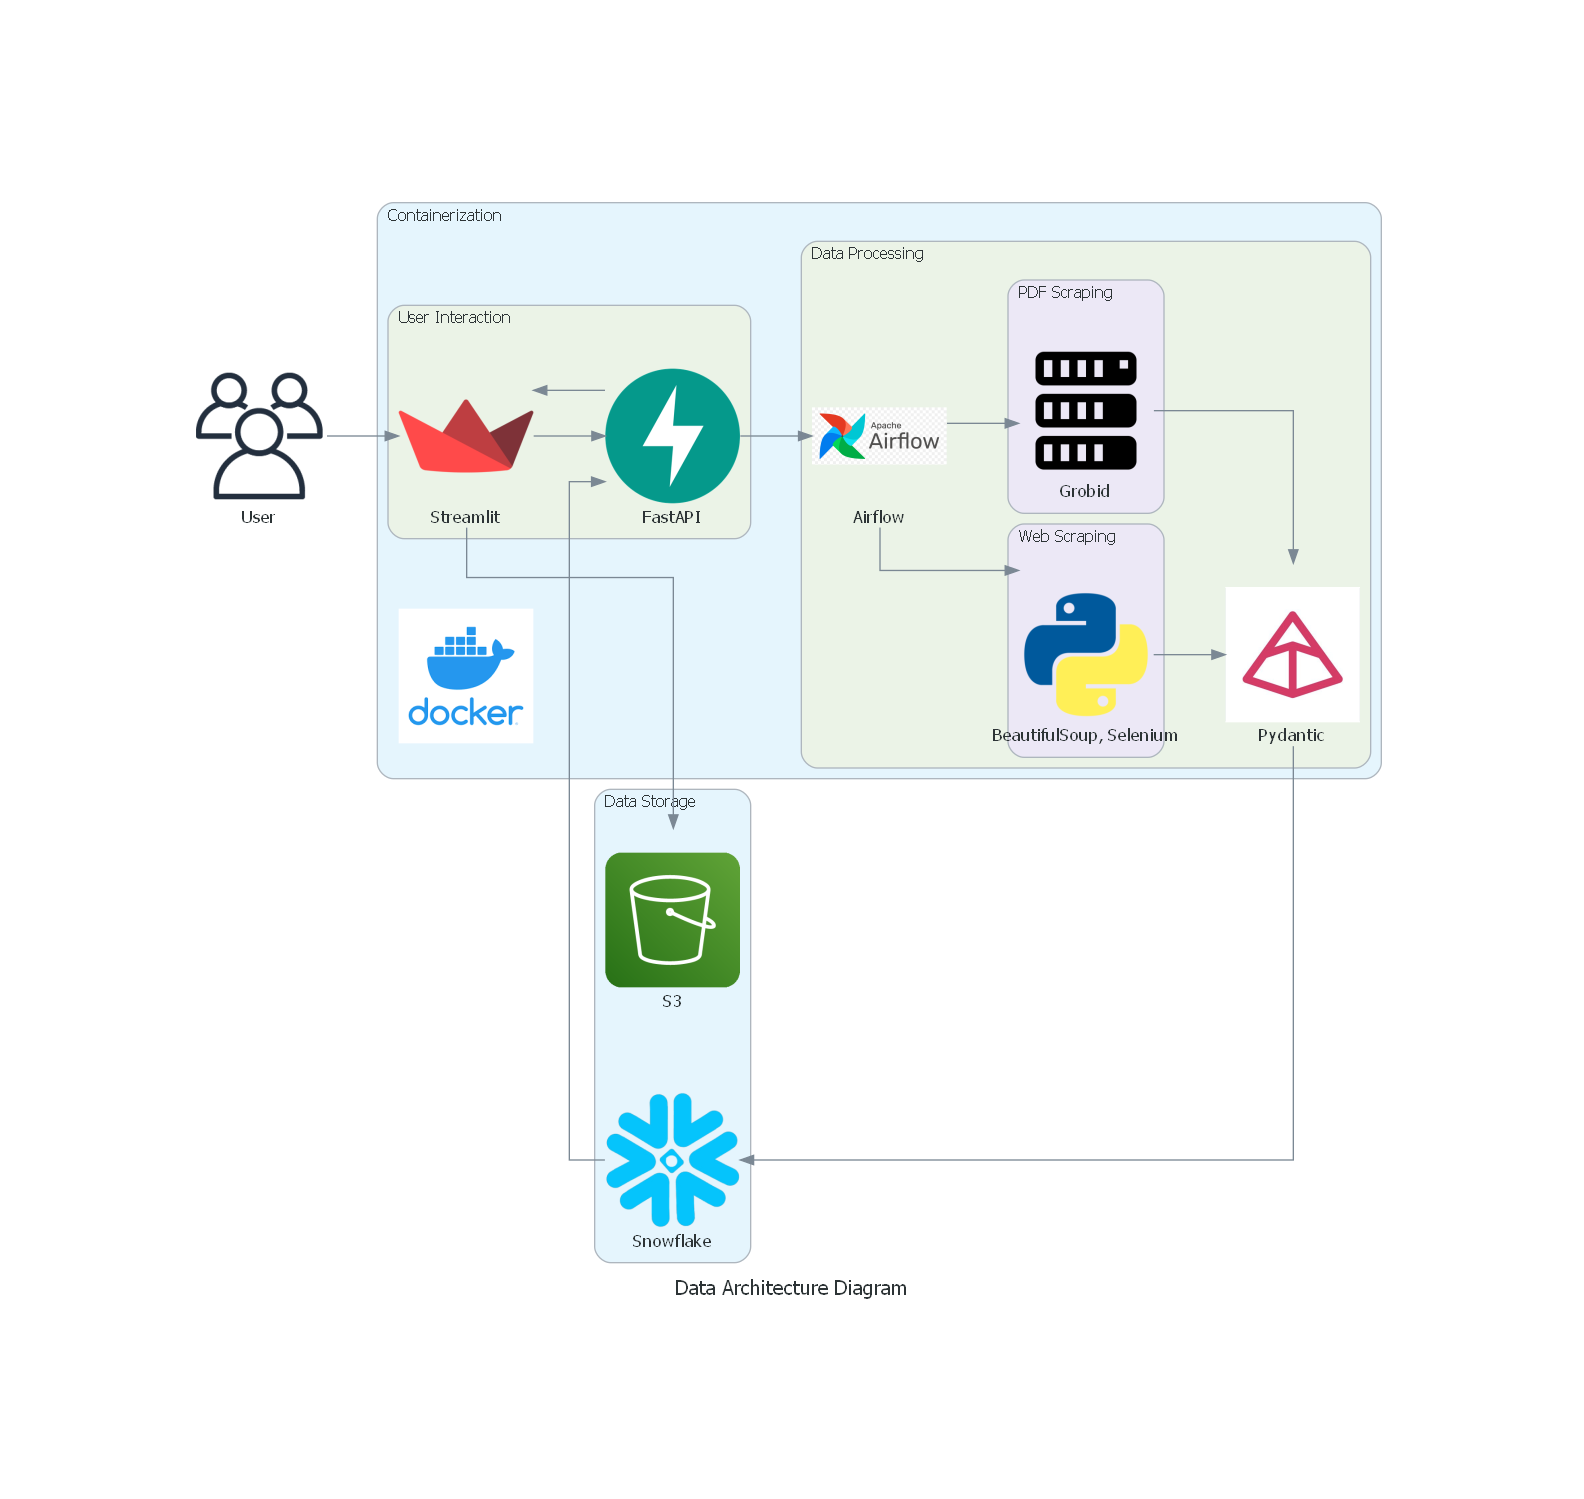 Containerization
Data Processing
PDF Scraping
User Interaction
Apache
Airflow
Grobid
User
Streamlit
FastAPI
Airflow
Web Scraping
docker
BeautifulSoup, Selenium
Pydantic
Data Storage
S3
Snowflake
Data Architecture Diagram